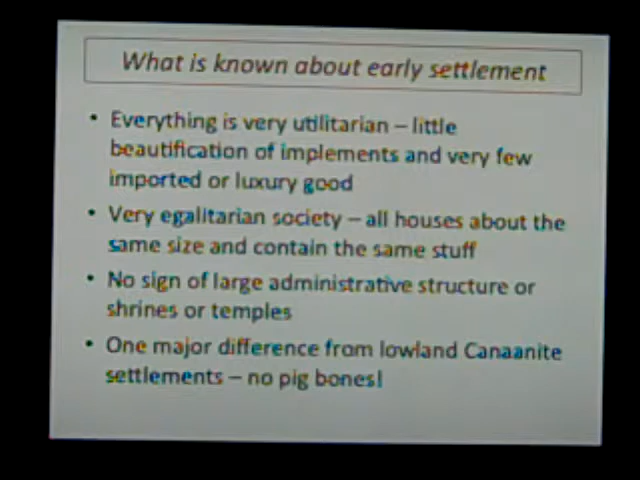 What is known about early settlement
• Everything is very utilitarian – little
beautification of implements and very few
imported or luxury good
• Very egalitarian society – all houses about the
same size and contain the same stuff
• No sign of large administrative structure or
shrines or temples
• One major difference from lowland Canaanite
settlements – no pig bones!